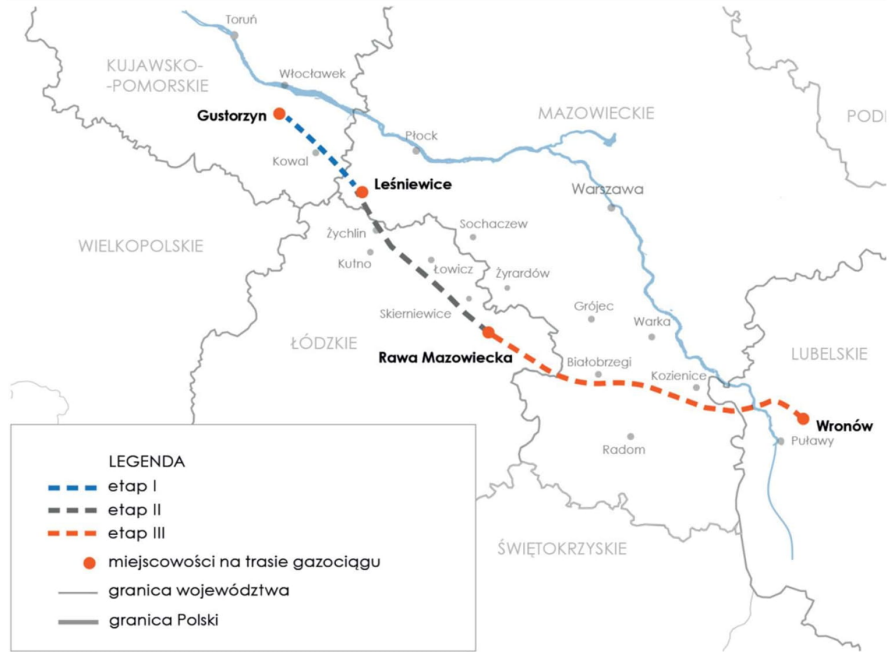 Toruń
KUJAWSKO-
-POMORSKIE
Włocławek
MAZOWIECKIE
PODL
Gustorzyn
Płock
Kowal
Leśniewice
Warszawa
WIELKOPOLSKIE
Żychlin
Sochaczew
Kutno
Łowicz
Żyrardów
Skierniewice
Grójec
Warka
ŁÓDZKIE
Rawa Mazowiecka
Białobrzegi
LUBELSKIE
Kozienice
Wronów
Puławy
Radom
LEGENDA
etap I
etap II
etap III
miejscowości na trasie gazociągu
granica województwa
granica Polski
ŚWIĘTOKRZYSKIE